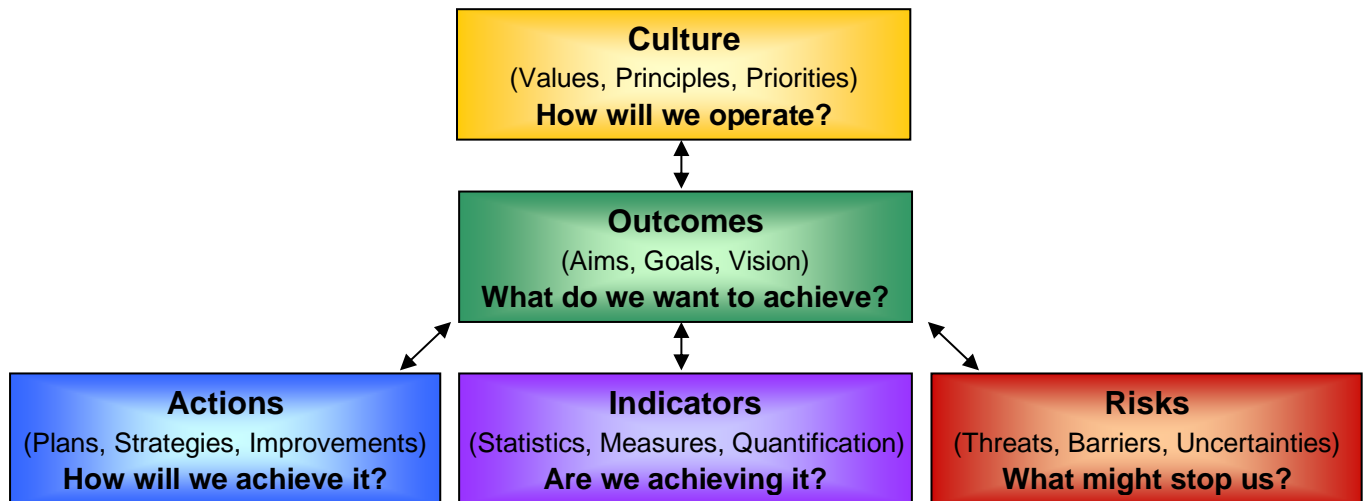 Culture
(Values, Principles, Priorities)
How will we operate?
Outcomes
(Aims, Goals, Vision)
What do we want to achieve?
Actions
(Plans, Strategies, Improvements)
How will we achieve it?
Indicators
(Statistics, Measures, Quantification)
Are we achieving it?
Risks
(Threats, Barriers, Uncertainties)
What might stop us?